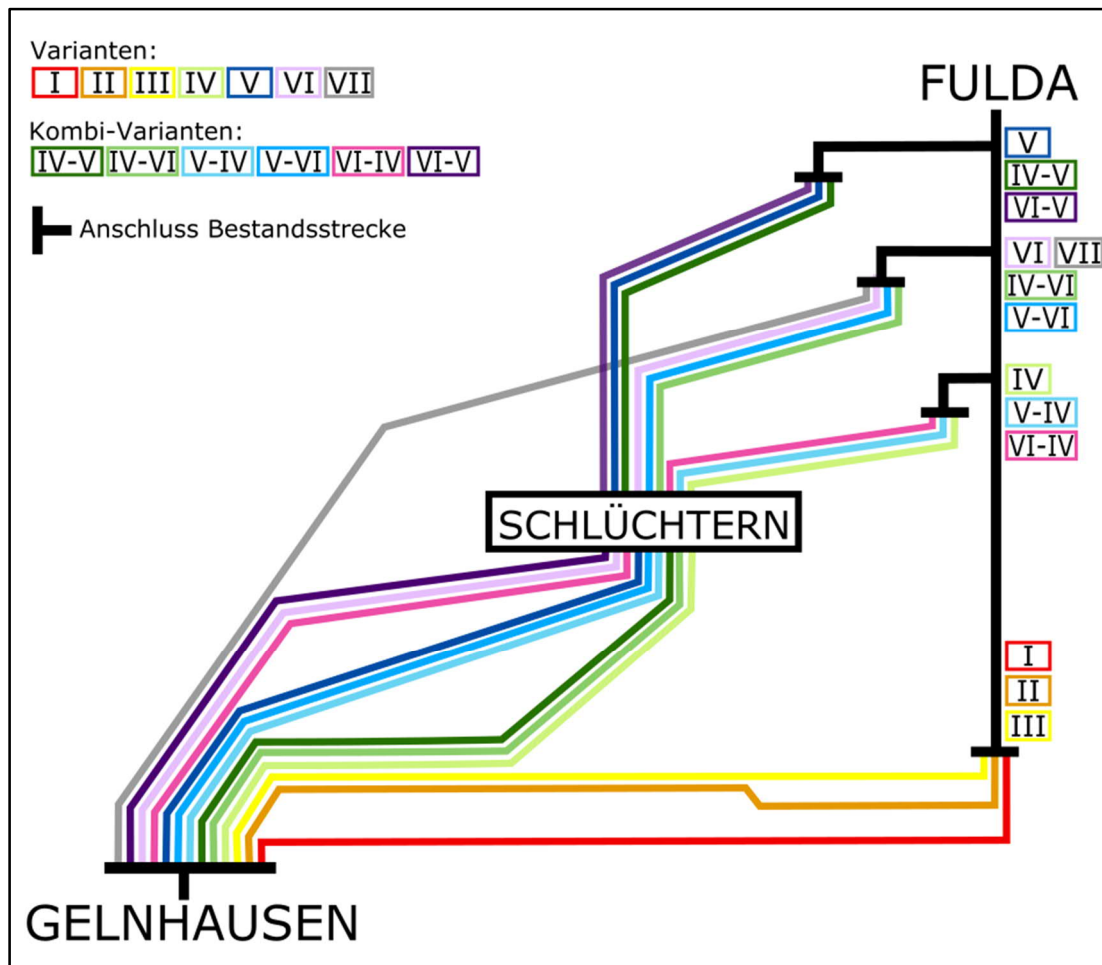 Varianten:
I II III IV V VI VII
Kombi-Varianten:
IV-V IV-VI V-IV V-VI VI-IV VI-V
Anschluss Bestandsstrecke
FULDA
V
IV-V
VI-V
VI VII
IV-VI
V-VI
IV
V-IV
VI-IV
SCHLÜCHTERN
I
II
III
GELNHAUSEN